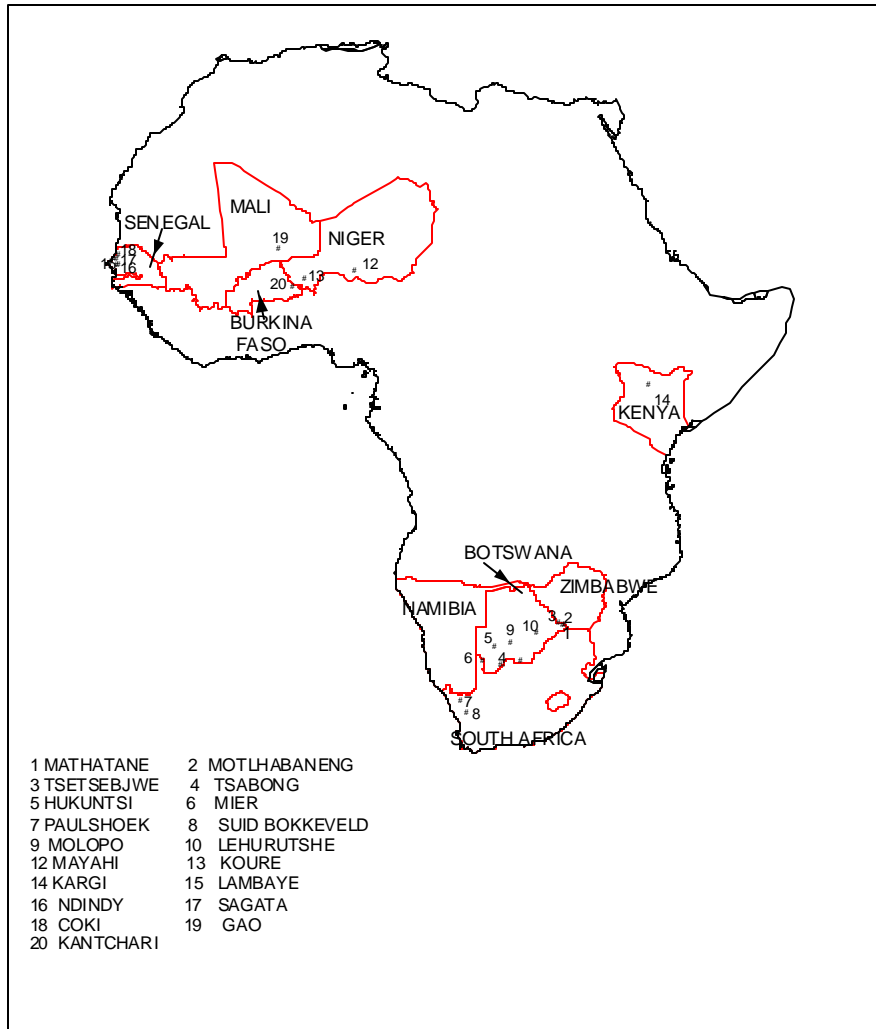 MALI
SENEGAL
19
NIGER
18
17
16
12
13
20
BURKINA
FASO
14
KENYA
BOTSWANA
ZIMBABWE
NAMIBIA
3 2
10
9
1
5
6
4
7
8
SOUTH AFRICA
1 MATHATANE 2 MOTLHABANENG
3 TSETSEBJWE 4 TSABONG
5 HUKUNTSI 6 MIER
7 PAULSHOEK 8 SUID BOKKEVELD
9 MOLOPO 10 LEHURUTSHE
12 MAYAHI 13 KOURE
14 KARGI 15 LAMBAYE
16 NDINDY 17 SAGATA
18 COKI 19 GAO
20 KANTCHARI